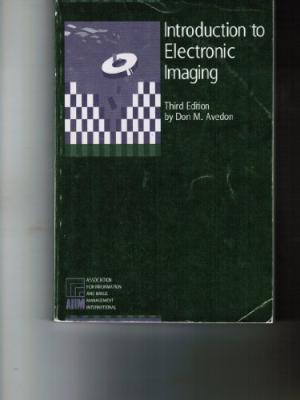 Introduction to
Electronic
Imaging
Third Edition
by Don M. Avedon
ASSOCIATION
FOR INFORMATION
AND IMAGE
MANAGEMENT
INTERNATIONAL
AIIM